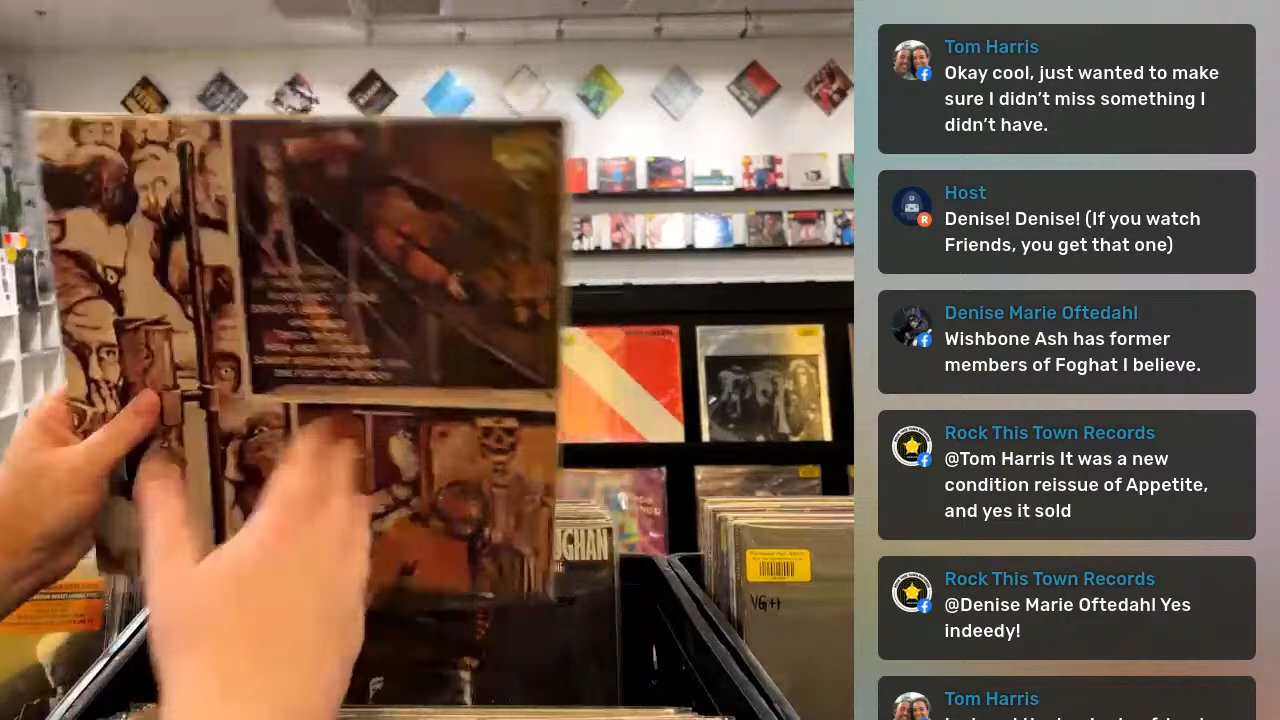 Tom Harris
Okay cool, just wanted to make
sure I didn't miss something I
didn't have.
Host
Denise! Denise! (If you watch
Friends, you get that one)
Denise Marie Oftedahl
Wishbone Ash has former
members of Foghat I believe.
Rock This Town Records
@Tom Harris It was a new
condition reissue of Appetite,
and yes it sold
Rock This Town Records
@Denise Marie Oftedahl Yes
indeedy!
Tom Harris
UGHAN
VG++